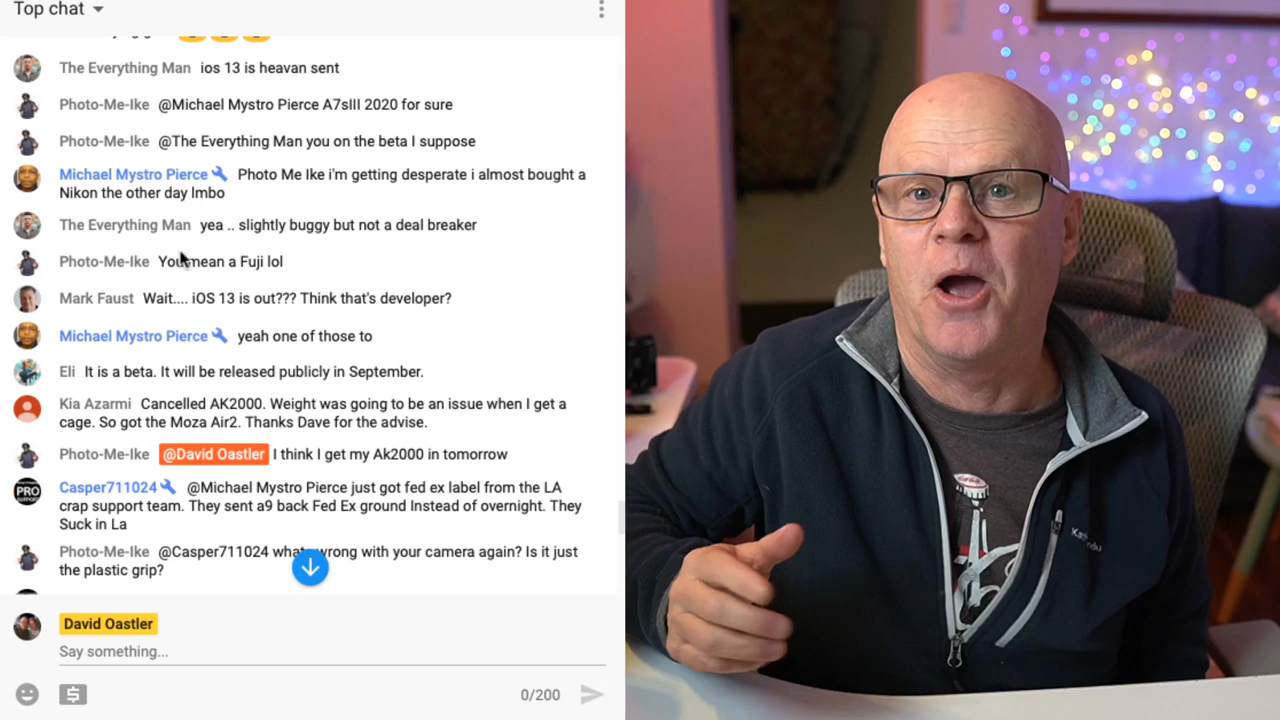 Top chat
The Everything Man ios 13 is heavan sent
Photo-Me-Ike @Michael Mystro Pierce A7sIII 2020 for sure
Photo-Me-Ike @The Everything Man you on the beta I suppose
Michael Mystro Pierce Photo Me Ike i'm getting desperate i almost bought a
Nikon the other day lmbo
The Everything Man yea .. slightly buggy but not a deal breaker
Photo-Me-Ike You mean a Fuji lol
Mark Faust Wait.... iOS 13 is out??? Think that's developer?
Michael Mystro Pierce yeah one of those to
Eli It is a beta. It will be released publicly in September.
Kia Azarmi Cancelled AK2000. Weight was going to be an issue when I get a
cage. So got the Moza Air2. Thanks Dave for the advise.
Photo-Me-Ike @David Oastler I think I get my Ak2000 in tomorrow
PRO
SUPPORT
Casper711024 @Michael Mystro Pierce just got fed ex label from the LA
crap support team. They sent a9 back Fed Ex ground Instead of overnight. They
Suck in La
Photo-Me-Ike @Casper711024 whats wrong with your camera again? Is it just
the plastic grip?
David Oastler
Say something...
0/200